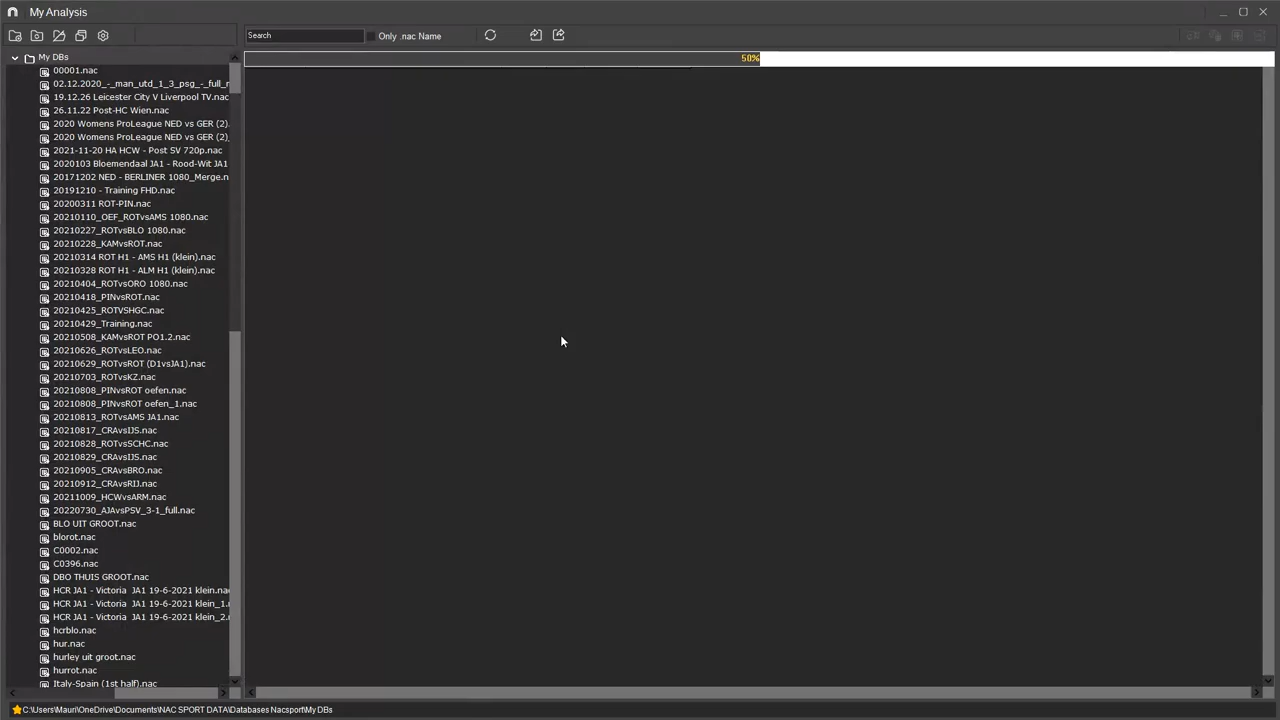 My Analysis
Search
Only .nac Name
My DBs
50%
00001.nac
02.12.2020_-_man_utd_1_3_psg_-_full_r
19.12.26 Leicester City V Liverpool TV.nac
26.11.22 Post-HC Wien.nac
2020 Womens ProLeague NED vs GER (2).
2020 Womens ProLeague NED vs GER (2)_
2021-11-20 HA HCW - Post SV 720p.nac
2020103 Bloemendaal JA1 - Rood-Wit JA1
20171202 NED - BERLINER 1080_Merge.n
20191210 - Training FHD.nac
20200311 ROT-PIN.nac
20210110_OEF_ROTvsAMS 1080.nac
20210227_ROTvsBLO 1080.nac
20210228_KAMvsROT.nac
20210314 ROT H1 - AMS H1 (klein).nac
20210328 ROT H1 - ALM H1 (klein).nac
20210404_ROTvsORO 1080.nac
20210418_PINvsROT.nac
20210425_ROTVSHGC.nac
20210429_Training.nac
20210508_KAMvsROT PO1.2.nac
20210626_ROTvsLEO.nac
20210629_ROTvsROT (D1vsJA1).nac
20210703_ROTvsKZ.nac
20210808_PINvsROT oefen.nac
20210808_PINvsROT oefen_1.nac
20210813_ROTvsAMS JA1.nac
20210817_CRAvsIJS.nac
20210828_ROTvsSCHC.nac
20210829_CRAvsIJS.nac
20210905_CRAvsBRO.nac
20210912_CRAvsRIJ.nac
20211009_HCWvsARM.nac
20220730_AJAvsPSV_3-1_full.nac
BLO UIT GROOT.nac
blorot.nac
C0002.nac
C0396.nac
DBO THUIS GROOT.nac
HCR JA1 - Victoria  JA1 19-6-2021 klein.nac
HCR JA1 - Victoria  JA1 19-6-2021 klein_1.r
HCR JA1 - Victoria  JA1 19-6-2021 klein_2.r
hcrblo.nac
hur.nac
hurley uit groot.nac
hurrot.nac
Italy-Spain (1st half).nac
C:\Users\Mauri\OneDrive\Documents\NAC SPORT DATA\Databases Nacsport\My DBs